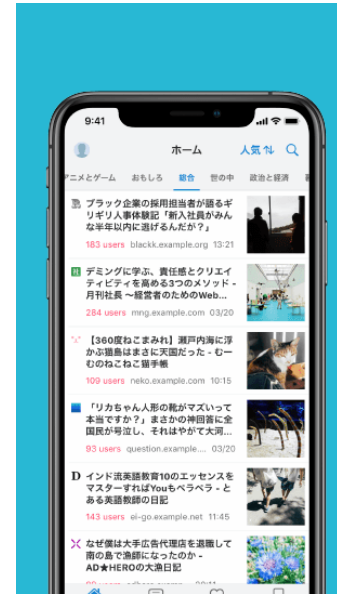 9:41
ホーム
人気
ニメとゲーム おもしろ 総合 世の中 政治と経済
ブラック企業の採用担当者が語るギ
リギリ人事体験記「新入社員がみん
な半年以内に逃げるんだが?」
183 users blackk.example.org 13:21
デミングに学ぶ、責任感とクリエイ
ティビティを高める3つのメソッド -
月刊社長 〜経営者のためのWeb...
284 users mng.example.com 03/20
【360度ねこまみれ】瀬戸内海に浮
かぶ猫島はまさに天国だった - むー
むのねこねこ猫手帳
109 users neko.example.com 10:15
「リカちゃん人形の靴がマズいって
本当ですか?」まさかの神回答に全
国民が号泣し、それはやがて大河...
93 users question.example.... 03/20
D インド流英語教育10のエッセンスを
マスターすればYouもペラペラ - と
ある英語教師の日記
143 users ei-go.example.net 11:45
なぜ僕は大手広告代理店を退職して
南の島で漁師になったのか -
AD★HEROの大漁日記